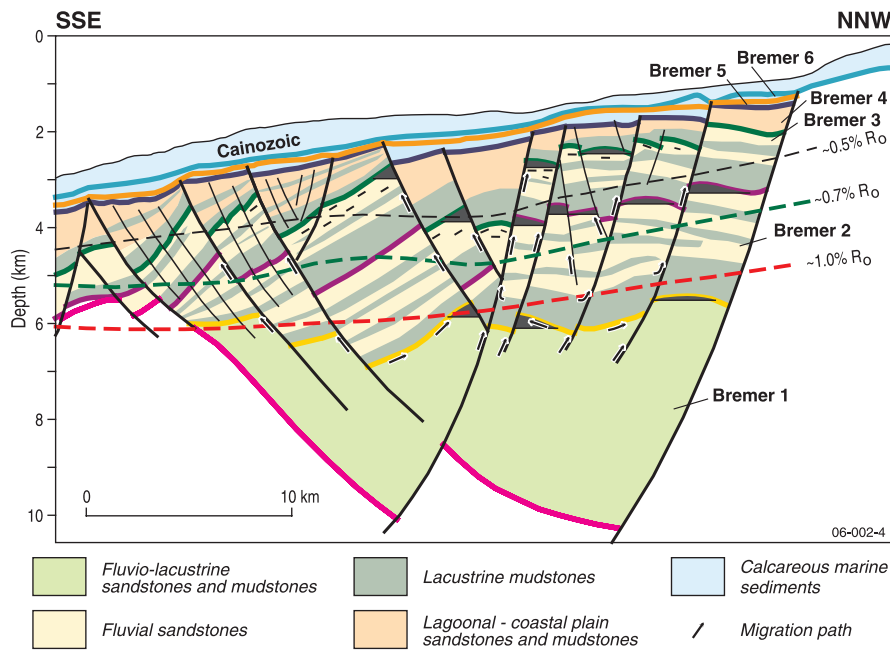 SSE
NNW
0
2
4
6
8
10
Depth (km)
Cainozoic
Bremer 6
Bremer 5
Bremer 4
Bremer 3
~0.5% Ro
~0.7% Ro
Bremer 2
~1.0% Ro
Bremer 1
0
10 km
06-002-4
Fluvio-lacustrine
sandstones and mudstones
Lacustrine mudstones
Calcareous marine
sediments
Fluvial sandstones
Lagoonal - coastal plain
sandstones and mudstones
Migration path